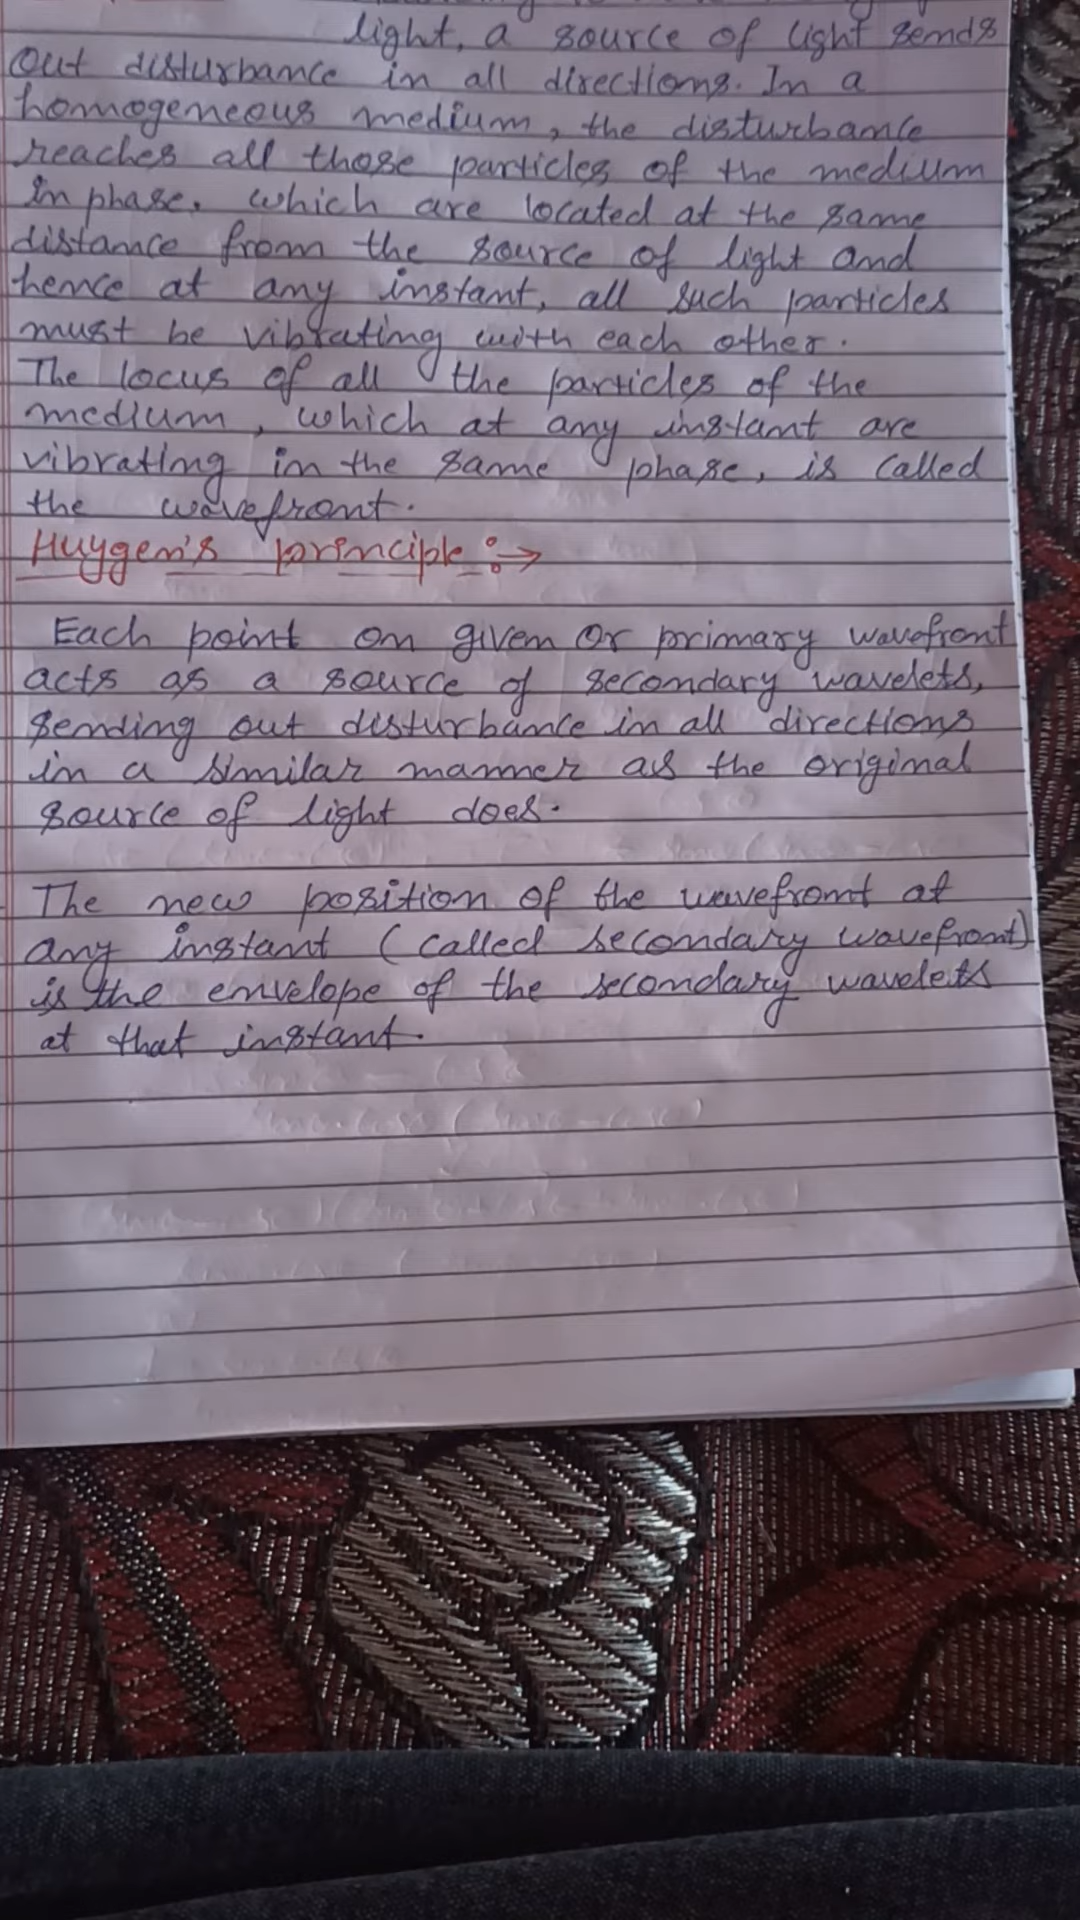 light, a source of light sends
out disturbance in all directions. In a
homogeneous medium, the disturbance
reaches all those particles of the medium
in phase, which are located at the same
distance from the source of light and
hence at any instant, all such particles
must be vibrating with each other.
The locus of all the particles of the
medium, which at any instant are
vibrating in the same phase, is called
the wavefront.
Huygen's principle :→
Each point on given or primary wavefront
acts as a source of secondary wavelets,
sending out disturbance in all directions
in a similar manner as the original
source of light does.
The new position of the wavefront at
any instant (called secondary wavefront)
is the envelope of the secondary wavelets
at that instant.